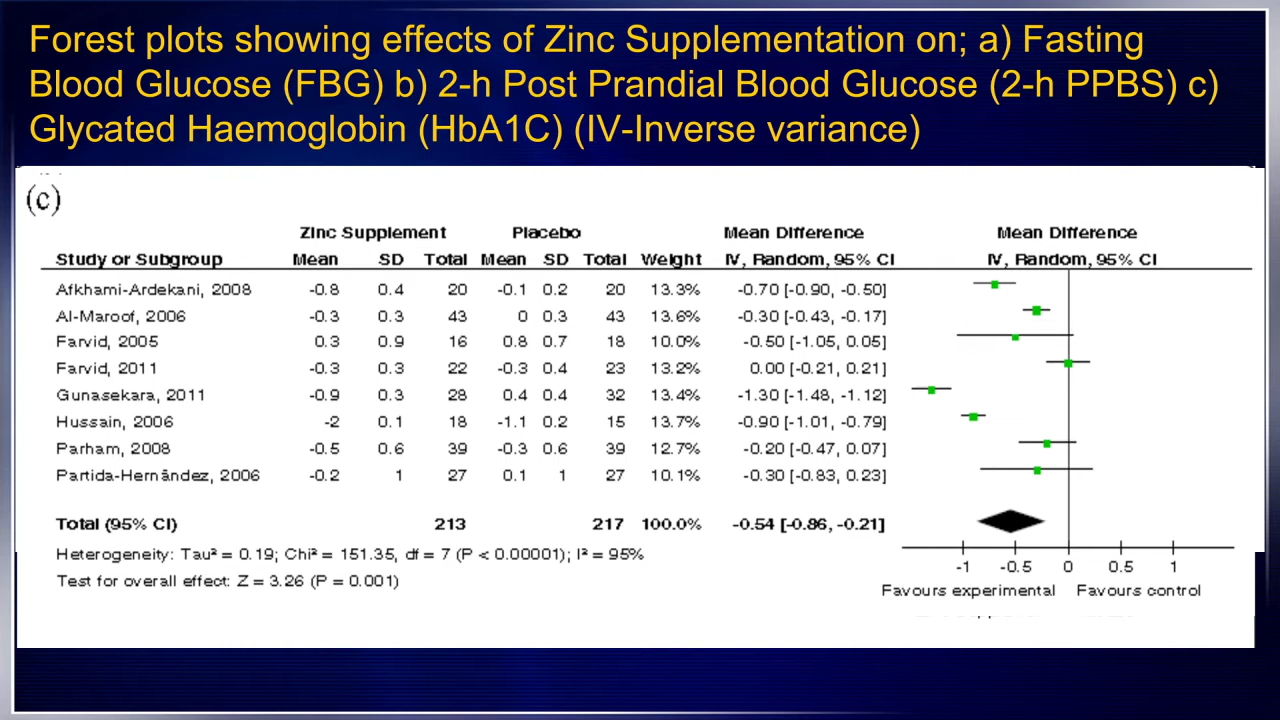 Forest plots showing effects of Zinc Supplementation on; a) Fasting
Blood Glucose (FBG) b) 2-h Post Prandial Blood Glucose (2-h PPBS) c)
Glycated Haemoglobin (HbA1C) (IV-Inverse variance)
(c)
Zinc Supplement Placebo Mean Difference Mean Difference
Study or Subgroup Mean SD Total Mean SD Total Weight IV, Random, 95% CI IV, Random, 95% CI
Afkhami-Ardekani, 2008 -0.8 0.4 20 -0.1 0.2 20 13.3% -0.70 [-0.90, -0.50]
Al-Maroof, 2006 -0.3 0.3 43 0 0.3 43 13.6% -0.30 [-0.43, -0.17]
Farvid, 2005 0.3 0.9 16 0.8 0.7 18 10.0% -0.50 [-1.05, 0.05]
Farvid, 2011 -0.3 0.3 22 -0.3 0.4 23 13.2% 0.00 [-0.21, 0.21]
Gunasekara, 2011 -0.9 0.3 28 0.4 0.4 32 13.4% -1.30 [-1.48, -1.12]
Hussain, 2006 -2 0.1 18 -1.1 0.2 15 13.7% -0.90 [-1.01, -0.79]
Parham, 2008 -0.5 0.6 39 -0.3 0.6 39 12.7% -0.20 [-0.47, 0.07]
Partida-Hernãndez, 2006 -0.2 1 27 0.1 1 27 10.1% -0.30 [-0.83, 0.23]
Total (95% CI) 213 217 100.0% -0.54 [-0.86, -0.21]
Heterogeneity: Tau² = 0.19; Chi² = 151.35, df = 7 (P < 0.00001); I² = 95%
Test for overall effect: Z = 3.26 (P = 0.001)
-1 -0.5 0 0.5 1
Favours experimental Favours control